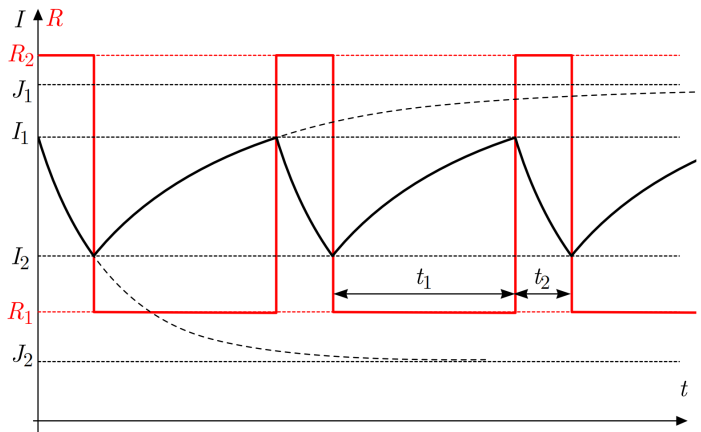 I R
R₂
J₁
I₁
I₂
t₁ t₂
R₁
J₂
t